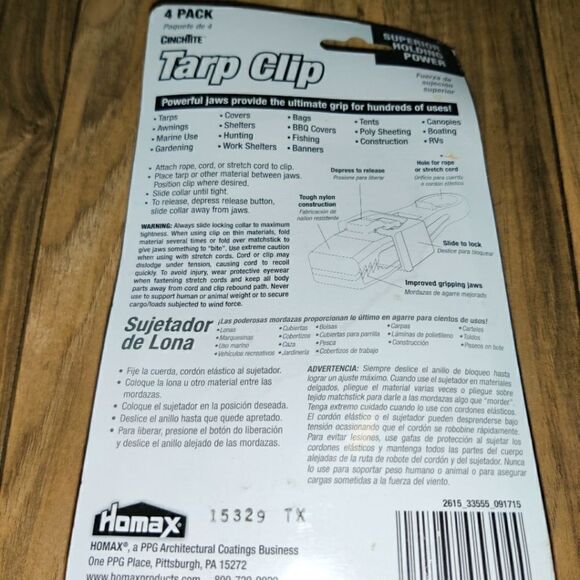 4 PACK
Paquete de 4
CINCHTITE
Tarp Clip
SUPERIOR
HOLDING
POWER
Fuerza de
sujeción
superior
Powerful jaws provide the ultimate grip for hundreds of uses!
• Tarps
• Awnings
• Marine Use
• Gardening
• Covers
• Shelters
• Hunting
• Work Shelters
• Bags
• BBQ Covers
• Fishing
• Banners
• Tents
• Poly Sheeting
• Construction
• Canopies
• Boating
• RVs
• Attach rope, cord, or stretch cord to clip.
• Place tarp or other material between jaws.
Position clip where desired.
• Slide collar until tight.
• To release, depress release button,
slide collar away from jaws.
WARNING: Always slide locking collar to maximum
tightness. When using clip on thin materials, fold
material several times or fold over matchstick to
give jaws something to "bite". Use extreme caution
when using with stretch cords. Cord or clip may
dislodge under tension, causing cord to recoil
quickly. To avoid injury, wear protective eyewear
when fastening stretch cords and keep all body
parts away from cord and clip rebound path. Never
use to support human or animal weight or to secure
cargo/loads subjected to wind force.
Depress to release
Presione para liberar
Hole for rope
or stretch cord
Orificio para cuerda
o cordón elástico
Tough nylon
construction
Fabricación de
nailon resistente
Slide to lock
Deslice para bloquear
Improved gripping jaws
Mordazas de agarre mejorado
Sujetador
de Lona
¡Las poderosas mordazas proporcionan lo último en agarre para cientos de usos!
• Lonas
• Marquesinas
• Uso marino
• Vehículos recreativos
• Cubiertas
• Cobertizos
• Caza
• Jardinería
• Bolsas
• Cubiertas para parrilla
• Pesca
• Cobertizos de trabajo
• Carpas
• Láminas de polietileno
• Construcción
• Carteles
• Toldos
• Paseos en bote
• Fije la cuerda, cordón elástico al sujetador.
• Coloque la lona u otro material entre las
mordazas.
• Coloque el sujetador en la posición deseada.
• Deslice el anillo hasta que quede apretado.
• Para liberar, presione el botón de liberación
y deslice el anillo alejado de las mordazas.
ADVERTENCIA: Siempre deslice el anillo de bloqueo hasta
lograr un ajuste máximo. Cuando use el sujetador en materiales
delgados, pliegue el material varias veces o pliegue sobre
tejido matchstick para darle a las mordazas algo que "morder".
Tenga extremo cuidado cuando lo use con cordones elásticos.
El cordón elástico o el sujetador pueden desprenderse bajo
tensión ocasionando que el cordón se robobine rápidamente.
Para evitar lesiones, use gafas de protección al sujetar los
cordones elásticos y mantenga todas las partes del cuerpo
alejadas de la ruta de robote del cordón y del sujetador. Nunca
lo use para soportar peso humano o animal o para asegurar
cargas sometidas a la fuerza del viento.
2615_33555_091715
Homax
15329 TX
HOMAX®, a PPG Architectural Coatings Business
One PPG Place, Pittsburgh, PA 15272
www.homaxproducts.com